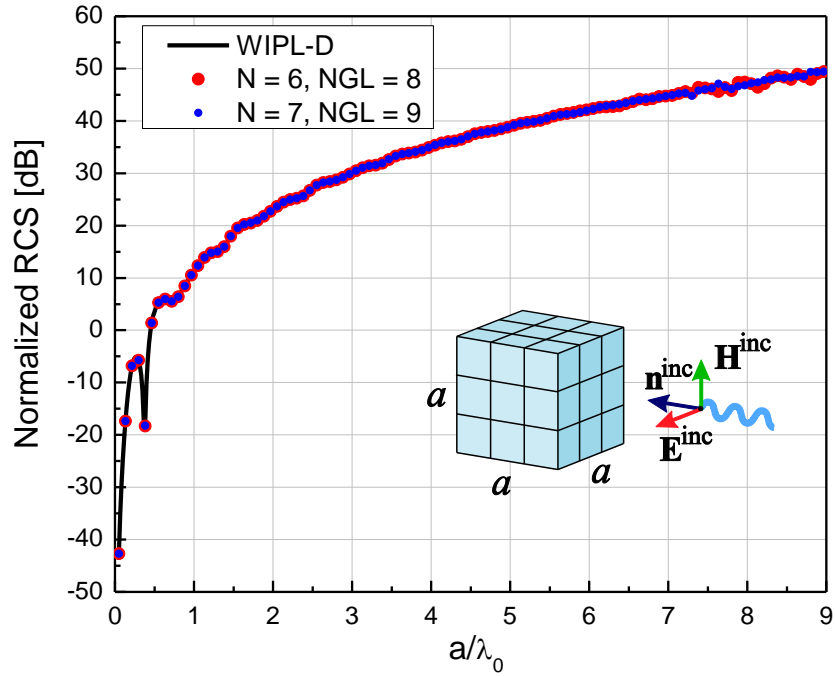 60
50
40
30
20
10
0
-10
-20
-30
-40
-50
Normalized RCS [dB]
WIPL-D
N = 6, NGL = 8
N = 7, NGL = 9
a
a
a
n^inc
H^inc
E^inc
0 1 2 3 4 5 6 7 8 9
a/λ₀